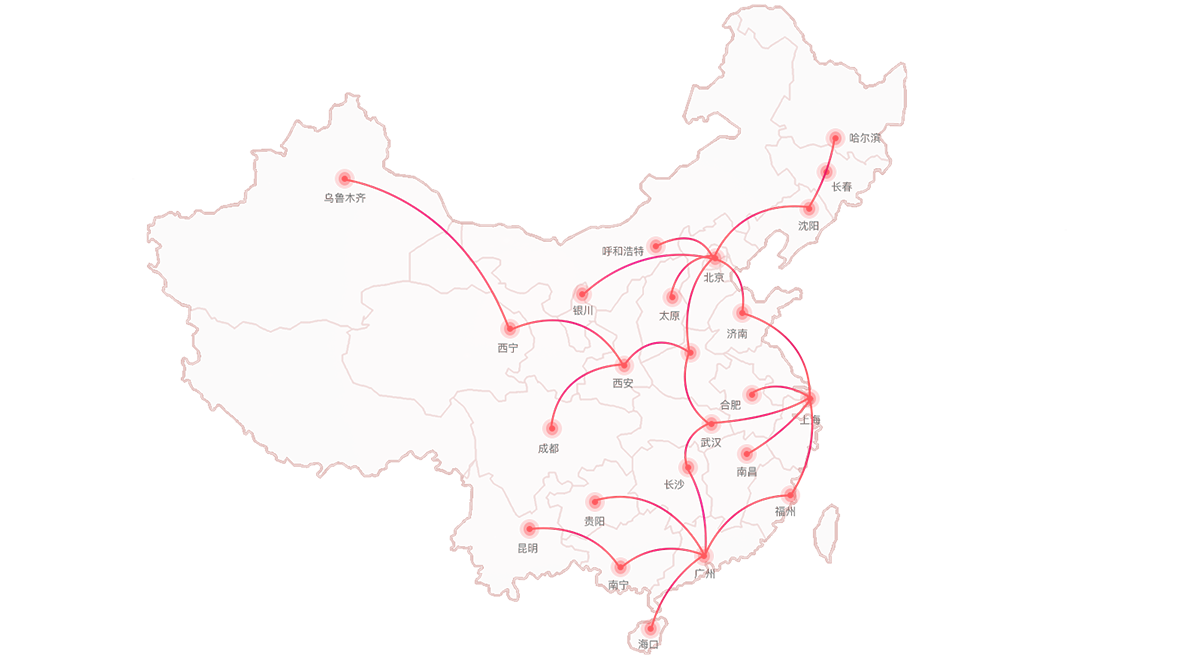 哈尔滨
长春
乌鲁木齐
沈阳
呼和浩特
北京
银川
太原
济南
西宁
西安
合肥
上海
武汉
成都
南昌
长沙
福州
贵阳
昆明
广州
南宁
海口